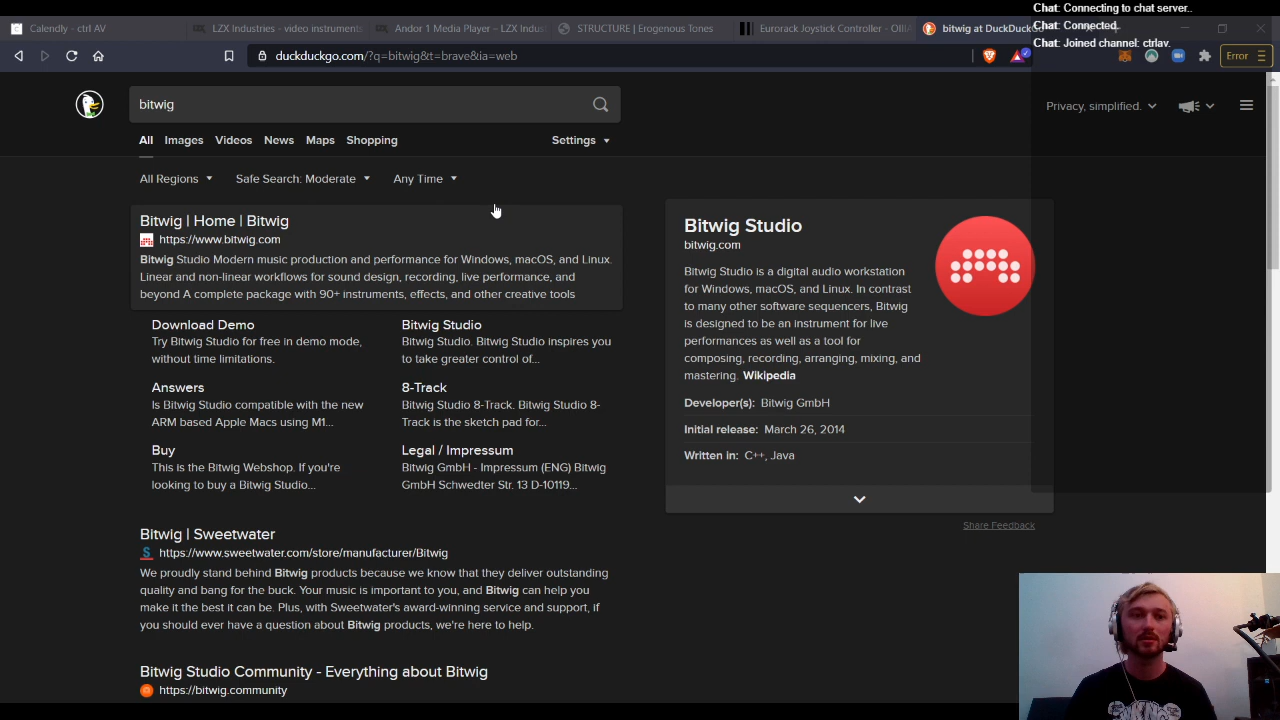 Chat: Connecting to chat server..
Chat: Connected.
Chat: Joined channel: ctrlav.
Calendly - ctrl AV
LZX Industries - video instruments
Andor 1 Media Player – LZX Indus
STRUCTURE | Erogenous Tones
Eurorack Joystick Controller - Olli
bitwig at DuckDuckG
duckduckgo.com/?q=bitwig&t=brave&ia=web
Error
bitwig
Privacy, simplified.
All Images Videos News Maps Shopping Settings
All Regions Safe Search: Moderate Any Time
Bitwig | Home | Bitwig
https://www.bitwig.com
Bitwig Studio Modern music production and performance for Windows, macOS, and Linux.
Linear and non-linear workflows for sound design, recording, live performance, and
beyond A complete package with 90+ instruments, effects, and other creative tools
Download Demo
Try Bitwig Studio for free in demo mode,
without time limitations.
Bitwig Studio
Bitwig Studio. Bitwig Studio inspires you
to take greater control of...
Answers
Is Bitwig Studio compatible with the new
ARM based Apple Macs using M1...
8-Track
Bitwig Studio 8-Track. Bitwig Studio 8-
Track is the sketch pad for...
Buy
This is the Bitwig Webshop. If you're
looking to buy a Bitwig Studio...
Legal / Impressum
Bitwig GmbH - Impressum (ENG) Bitwig
GmbH Schwedter Str. 13 D-10119...
Bitwig | Sweetwater
https://www.sweetwater.com/store/manufacturer/Bitwig
We proudly stand behind Bitwig products because we know that they deliver outstanding
quality and bang for the buck. Your music is important to you, and Bitwig can help you
make it the best it can be. Plus, with Sweetwater's award-winning service and support, if
you should ever have a question about Bitwig products, we're here to help.
Bitwig Studio Community - Everything about Bitwig
https://bitwig.community
Bitwig Studio
bitwig.com
Bitwig Studio is a digital audio workstation
for Windows, macOS, and Linux. In contrast
to many other software sequencers, Bitwig
is designed to be an instrument for live
performances as well as a tool for
composing, recording, arranging, mixing, and
mastering. Wikipedia
Developer(s): Bitwig GmbH
Initial release: March 26, 2014
Written in: C++, Java
Share Feedback